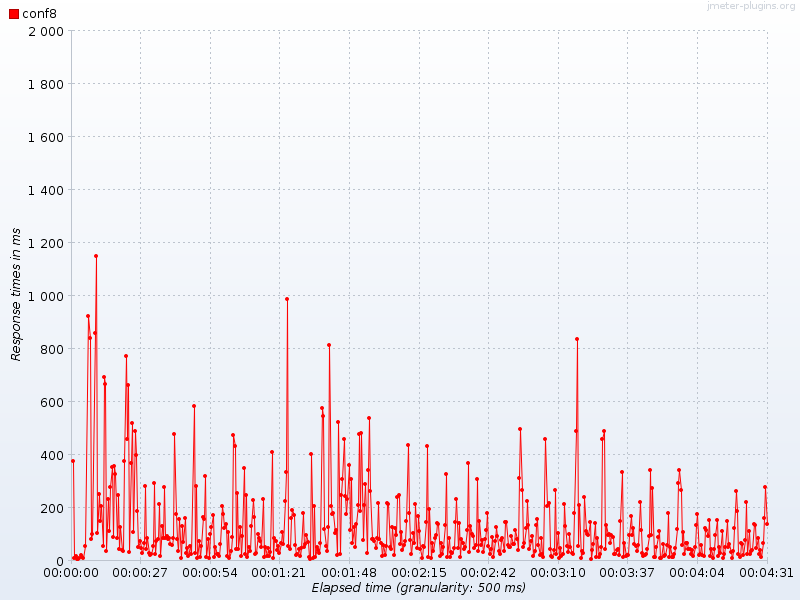 jmeter-plugins.org
conf8
2 000
1 800
1 600
1 400
1 200
1 000
800
600
400
200
0
Response times in ms
00:00:00 00:00:27 00:00:54 00:01:21 00:01:48 00:02:15 00:02:42 00:03:10 00:03:37 00:04:04 00:04:31
Elapsed time (granularity: 500 ms)